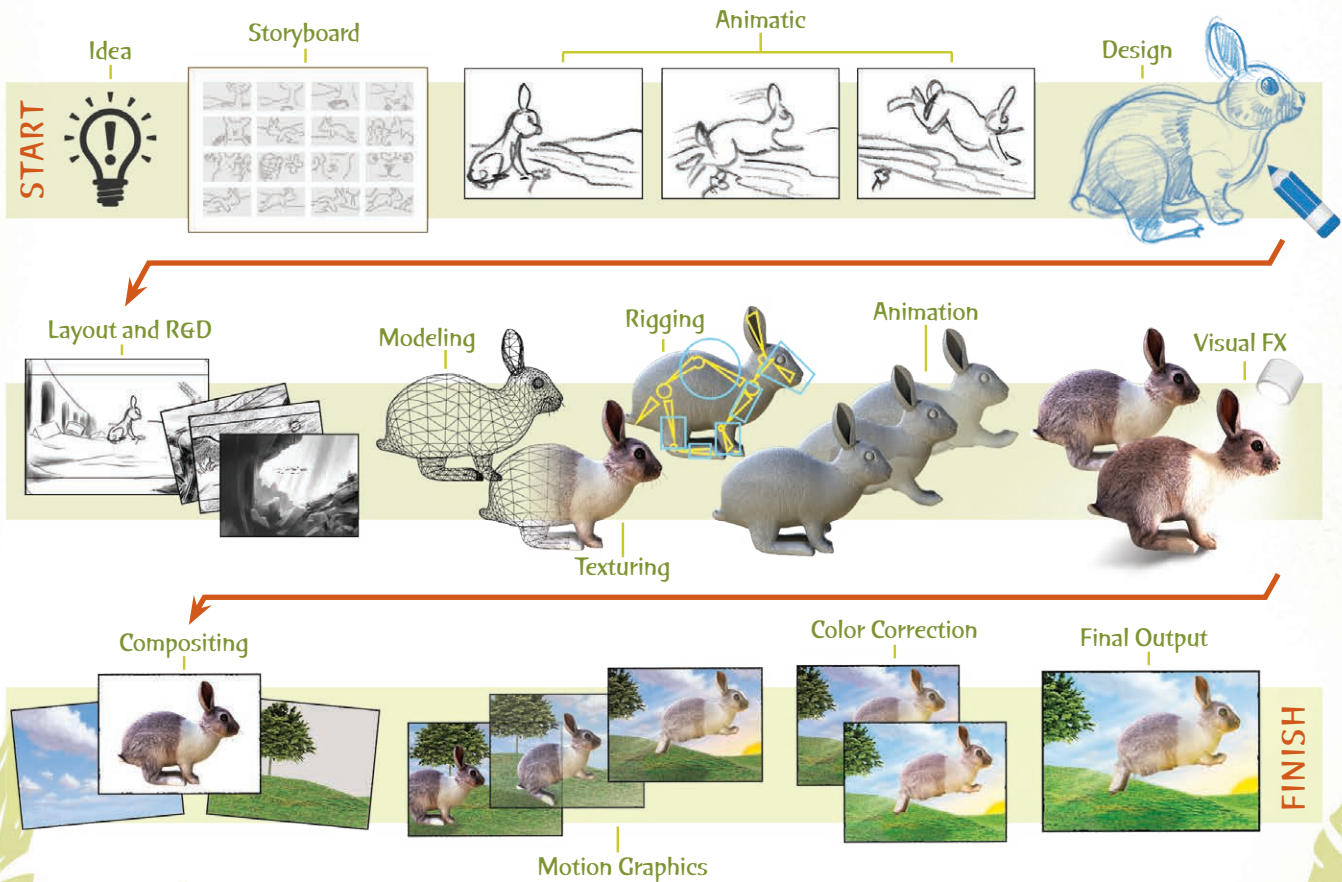 START
Idea
Storyboard
Animatic
Design
Layout and R&D
Modeling
Texturing
Rigging
Animation
Visual FX
Compositing
Motion Graphics
Color Correction
Final Output
FINISH